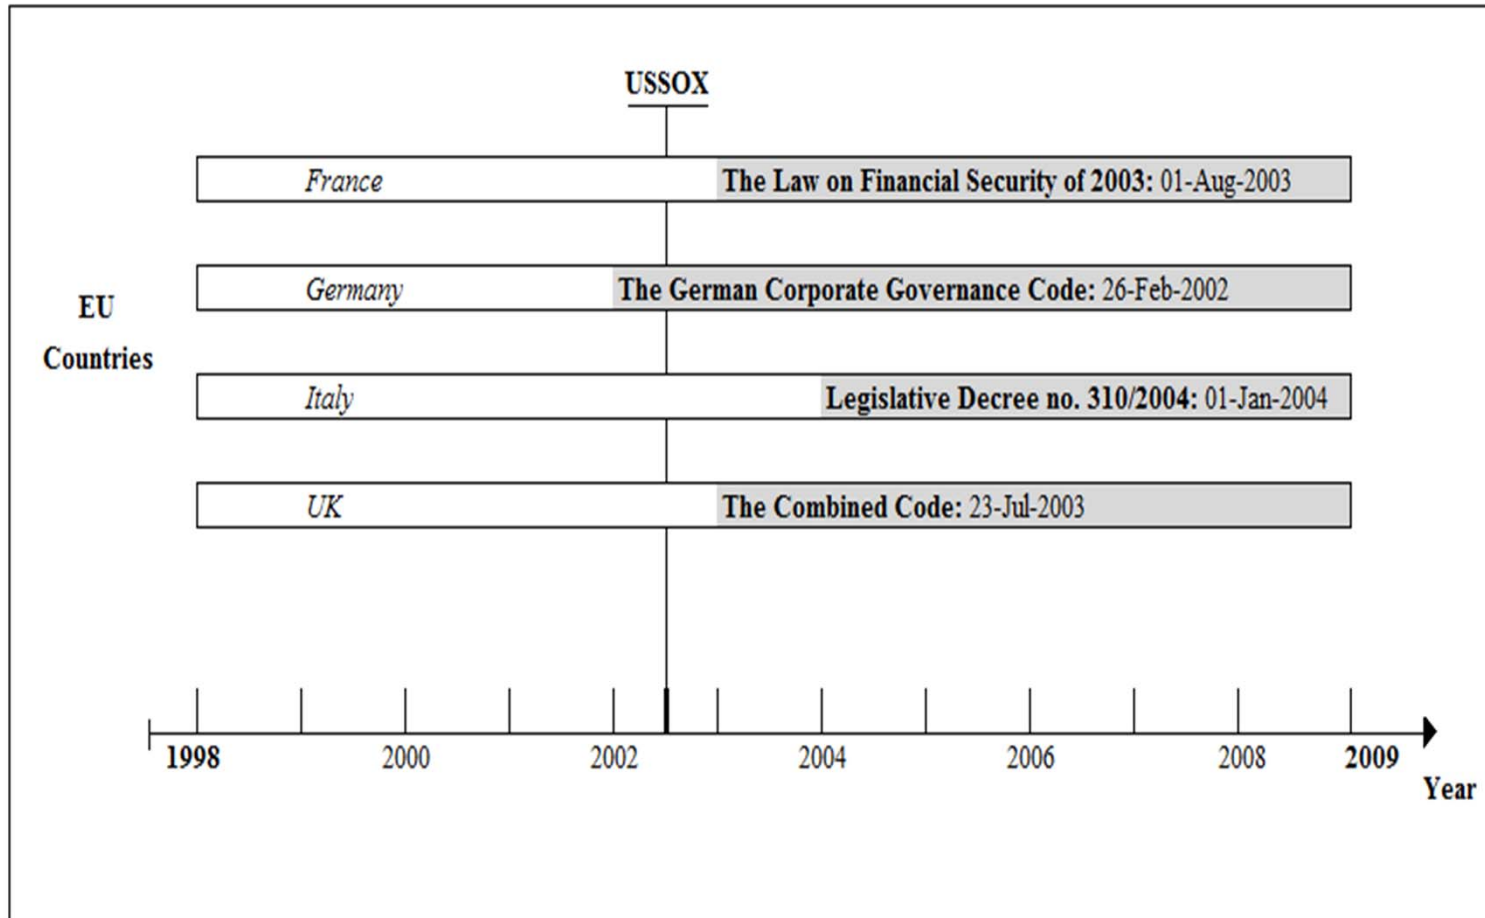 USSOX
France
The Law on Financial Security of 2003: 01-Aug-2003
Germany
The German Corporate Governance Code: 26-Feb-2002
EU
Countries
Italy
Legislative Decree no. 310/2004: 01-Jan-2004
UK
The Combined Code: 23-Jul-2003
1998 2000 2002 2004 2006 2008 2009
Year